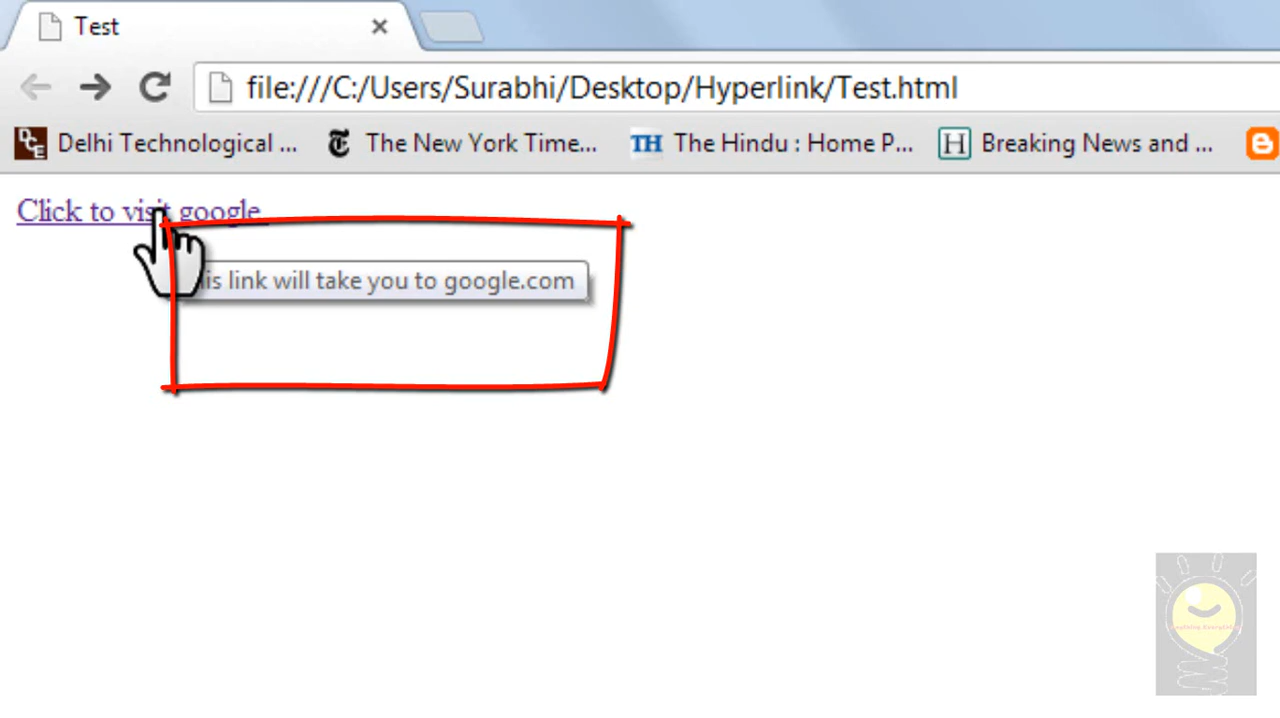 Test
file:///C:/Users/Surabhi/Desktop/Hyperlink/Test.html
DCE Delhi Technological ... The New York Time... TH The Hindu : Home P... H Breaking News and ...
Click to visit google
link will take you to google.com